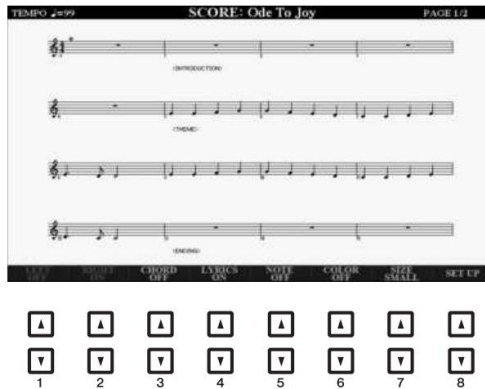 TEMPO ♩=99 SCORE: Ode To Joy PAGE 1/2
<INTRODUCTION>
<THEME>
<ENDING>
LEFT RIGHT CHORD LYRICS NOTE COLOR SIZE SET UP
OFF ON OFF ON OFF OFF SMALL
1 2 3 4 5 6 7 8